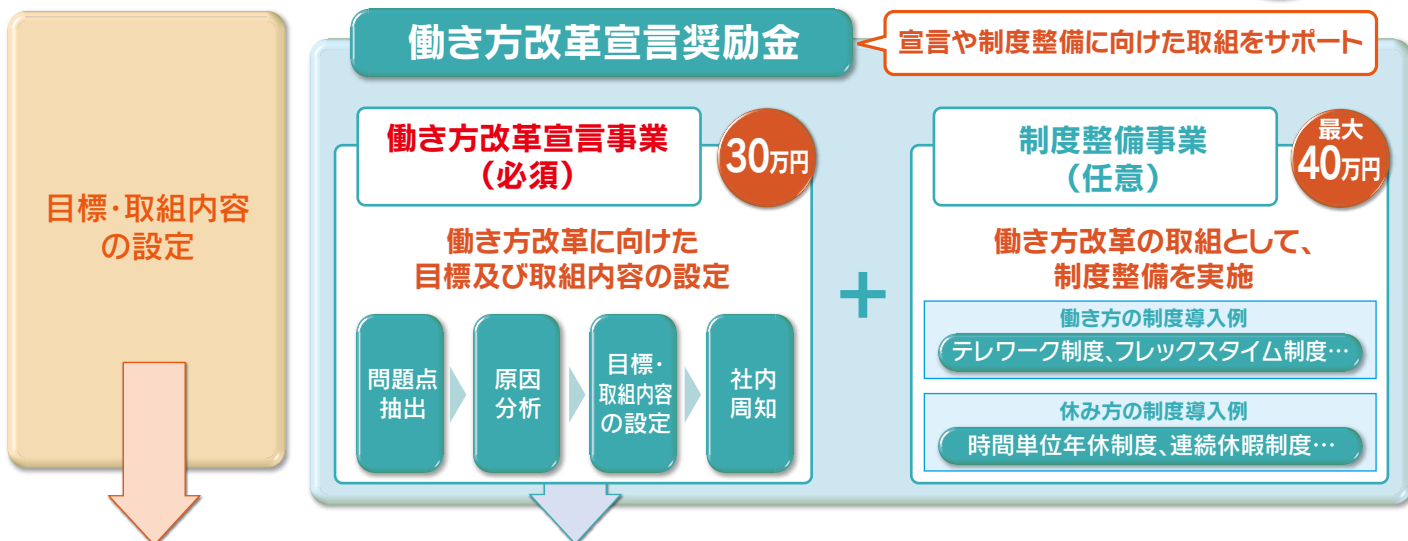 目標・取組内容
の設定
働き方改革宣言奨励金
宣言や制度整備に向けた取組をサポート
働き方改革宣言事業
(必須)
30万円
働き方改革に向けた
目標及び取組内容の設定
問題点
抽出
原因
分析
目標・
取組内容
の設定
社内
周知
+
制度整備事業
(任意)
最大
40万円
働き方改革の取組として、
制度整備を実施
働き方の制度導入例
テレワーク制度、フレックスタイム制度…
休み方の制度導入例
時間単位年休制度、連続休暇制度…